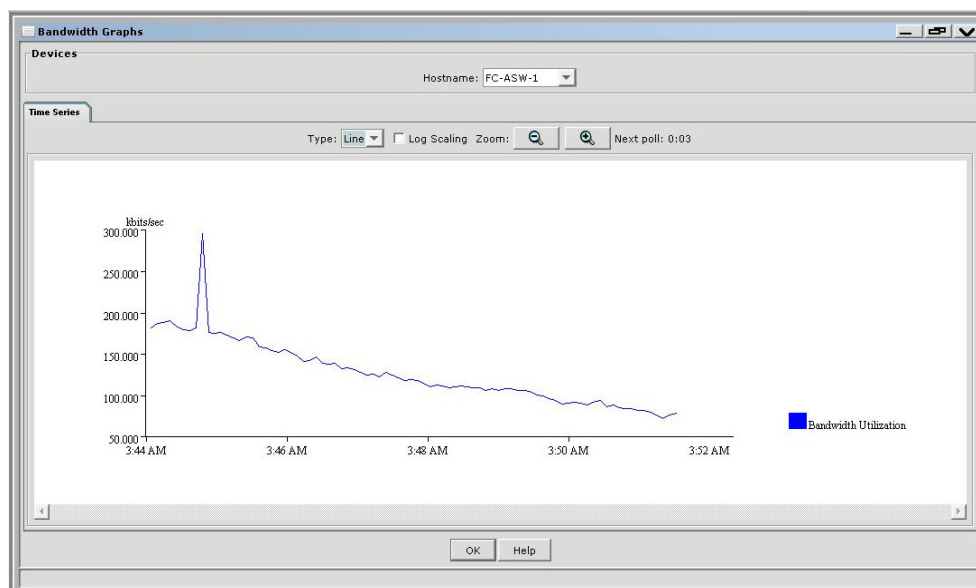 Bandwidth Graphs
Devices
Hostname: FC-ASW-1
Time Series
Type: Line Log Scaling Zoom: Next poll: 0:03
kbits/sec
300.000
250.000
200.000
150.000
100.000
50.000
3:44 AM 3:46 AM 3:48 AM 3:50 AM 3:52 AM
Bandwidth Utilization
OK Help